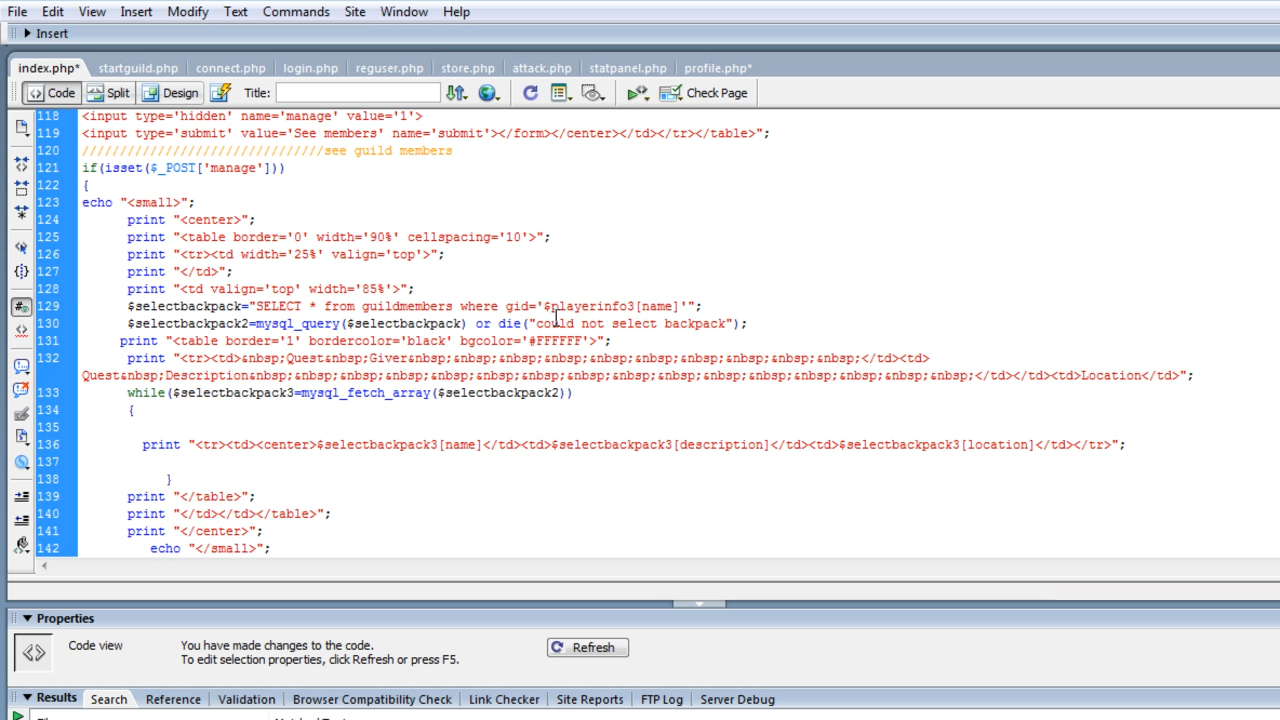 File Edit View Insert Modify Text Commands Site Window Help
Insert
index.php* startguild.php connect.php login.php reguser.php store.php attack.php statpanel.php profile.php*
Code Split Design Title: Check Page
118 <input type='hidden' name='manage' value='1'>
119 <input type='submit' value='See members' name='submit'></form></center></td></tr></table>";
120 ////////////////////////////////see guild members
121 if(isset($_POST['manage']))
122 {
123 echo "<small>";
124 print "<center>";
125 print "<table border='0' width='90%' cellspacing='10'>";
126 print "<tr><td width='25%' valign='top'>";
127 print "</td>";
128 print "<td valign='top' width='85%'>";
129 $selectbackpack="SELECT * from guildmembers where gid='$playerinfo3[name]'";
130 $selectbackpack2=mysql_query($selectbackpack) or die("could not select backpack");
131 print "<table border='1' bordercolor='black' bgcolor='#FFFFFF'>";
132 print "<tr><td>&nbsp;Quest&nbsp;Giver&nbsp;&nbsp;&nbsp;&nbsp;&nbsp;&nbsp;&nbsp;&nbsp;&nbsp;&nbsp;</td><td>
Quest&nbsp;Description&nbsp;&nbsp;&nbsp;&nbsp;&nbsp;&nbsp;&nbsp;&nbsp;&nbsp;&nbsp;&nbsp;&nbsp;&nbsp;&nbsp;&nbsp;&nbsp;</td></td><td>Location</td>";
133 while($selectbackpack3=mysql_fetch_array($selectbackpack2))
134 {
135
136 print "<tr><td><center>$selectbackpack3[name]</td><td>$selectbackpack3[description]</td><td>$selectbackpack3[location]</td></tr>";
137
138 }
139 print "</table>";
140 print "</td></td></table>";
141 print "</center>";
142 echo "</small>";
Properties
Code view You have made changes to the code. Refresh
To edit selection properties, click Refresh or press F5.
Results Search Reference Validation Browser Compatibility Check Link Checker Site Reports FTP Log Server Debug